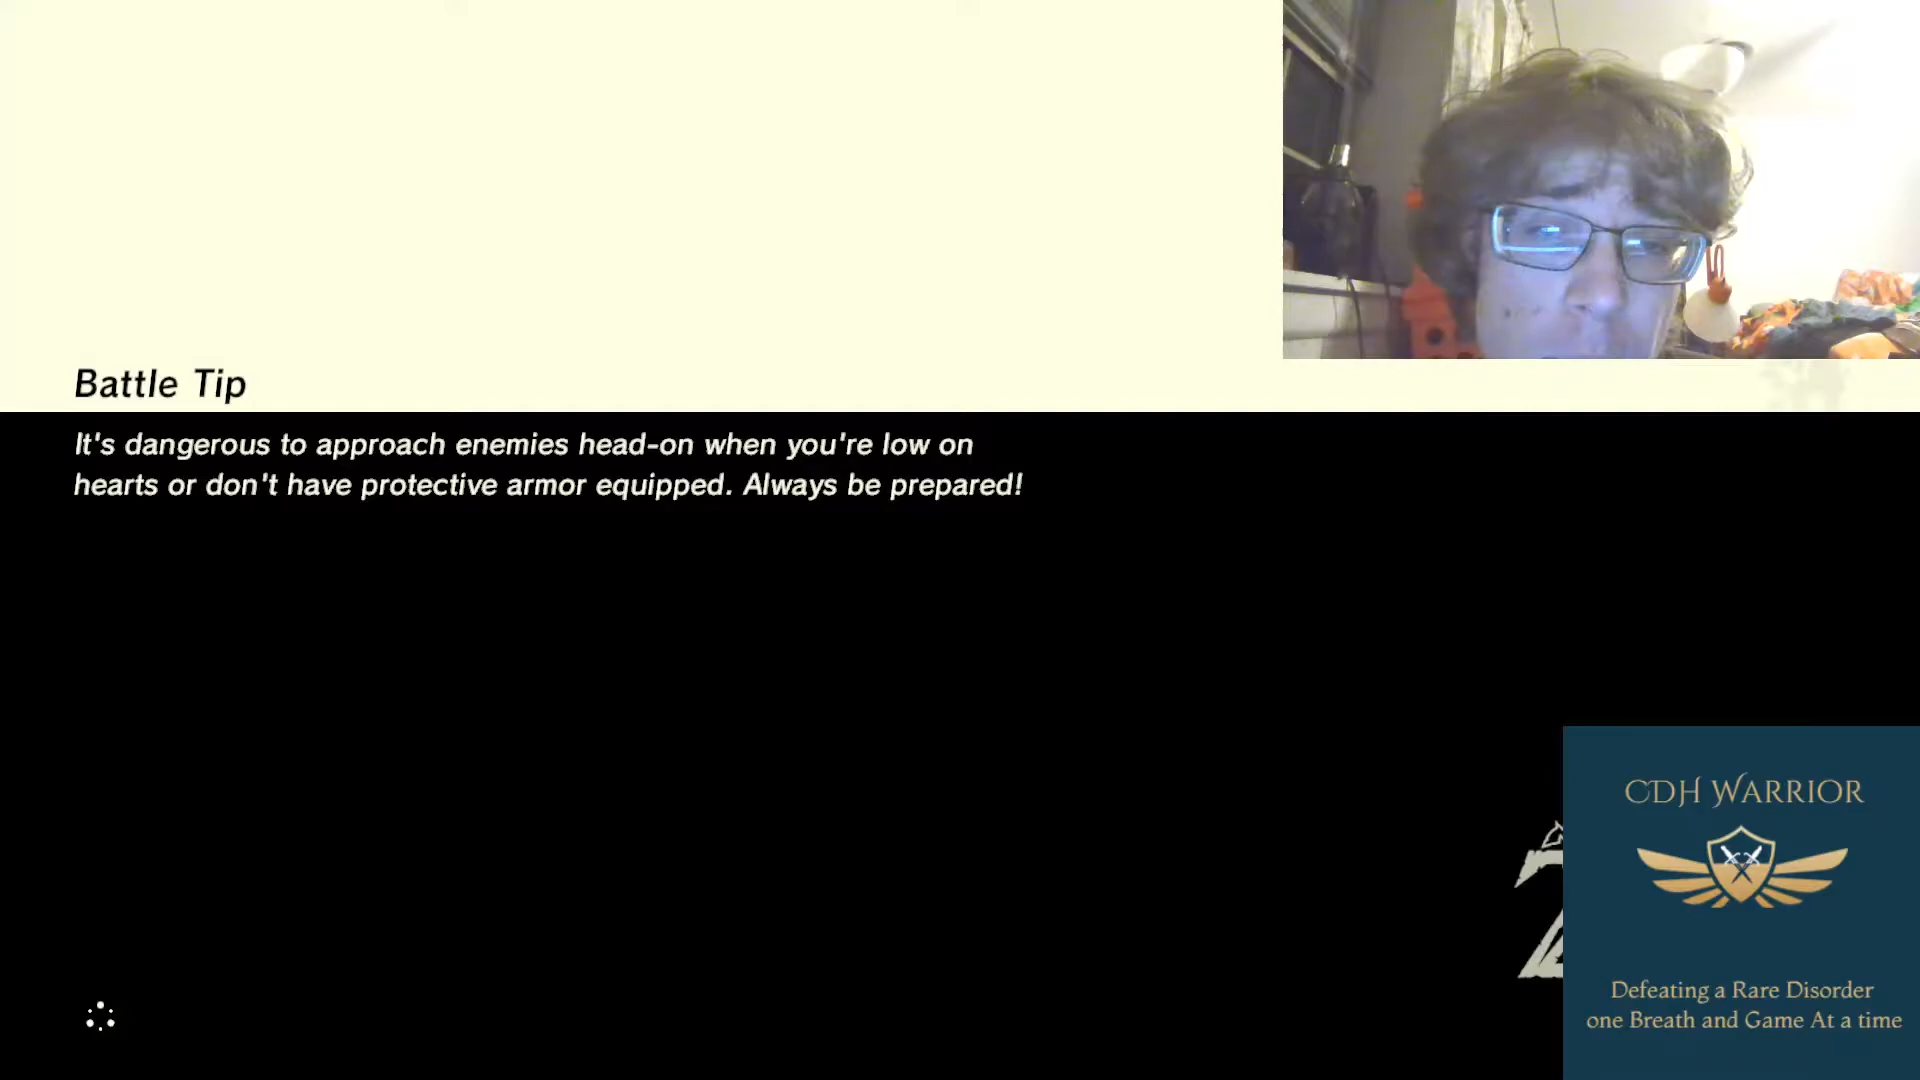 Battle Tip
It's dangerous to approach enemies head-on when you're low on
hearts or don't have protective armor equipped. Always be prepared!
Z
CDH WARRIOR
Defeating a Rare Disorder
one Breath and Game At a time